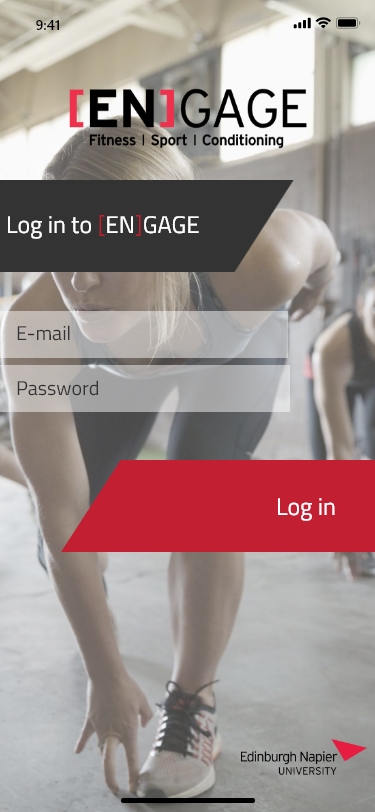 9:41
[EN]GAGE
Fitness | Sport | Conditioning
Log in to [EN]GAGE
E-mail
Password
Log in
Edinburgh Napier
UNIVERSITY